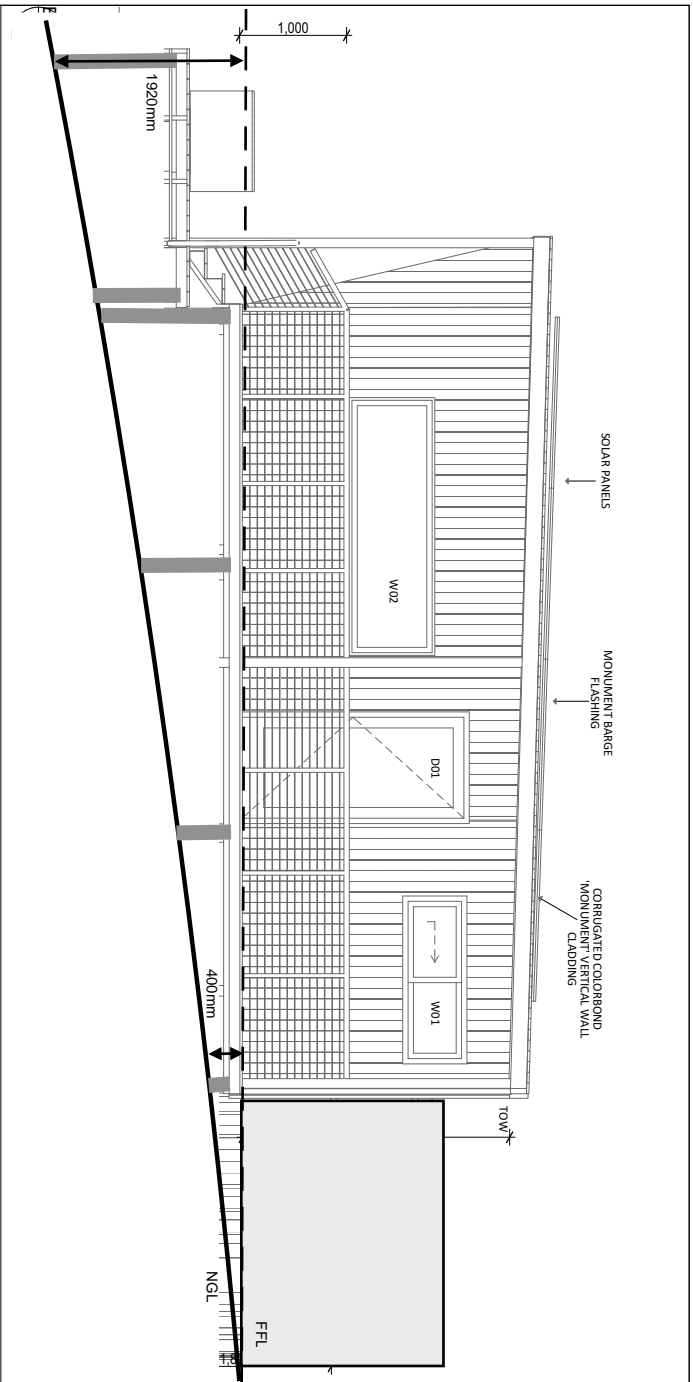 1,000
1920mm
SOLAR PANELS
MONUMENT BARGE
FLASHING
CORRUGATED COLORBOND
'MONUMENT' VERTICAL WALL
CLADDING
W02
D01
W01
400mm
TOW
NGL
FFL